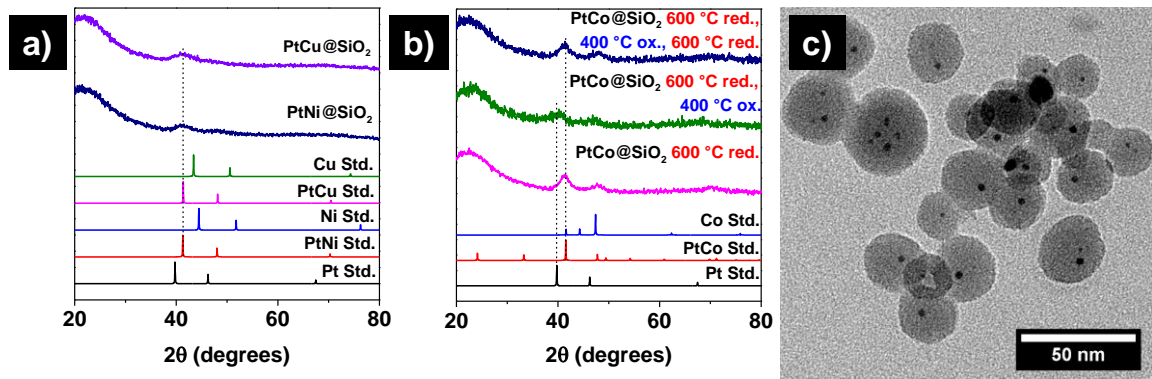 a)
PtCu@SiO₂
PtNi@SiO₂
Cu Std.
PtCu Std.
Ni Std.
PtNi Std.
Pt Std.
20 40 60 80
2θ (degrees)
b)
PtCo@SiO₂ 600 °C red.,
400 °C ox., 600 °C red.
PtCo@SiO₂ 600 °C red.,
400 °C ox.
PtCo@SiO₂ 600 °C red.
Co Std.
PtCo Std.
Pt Std.
20 40 60 80
2θ (degrees)
c)
50 nm